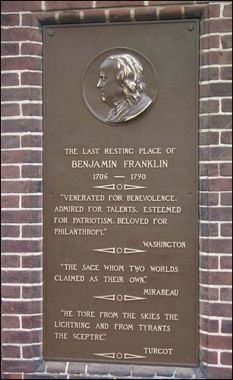 THE LAST RESTING PLACE OF
BENJAMIN FRANKLIN
1706 — 1790
"VENERATED FOR BENEVOLENCE,
ADMIRED FOR TALENTS, ESTEEMED
FOR PATRIOTISM, BELOVED FOR
PHILANTHROPY."
WASHINGTON
"THE SAGE WHOM TWO WORLDS
CLAIMED AS THEIR OWN."
MIRABEAU
"HE TORE FROM THE SKIES THE
LIGHTNING AND FROM TYRANTS
THE SCEPTRE."
TURGOT